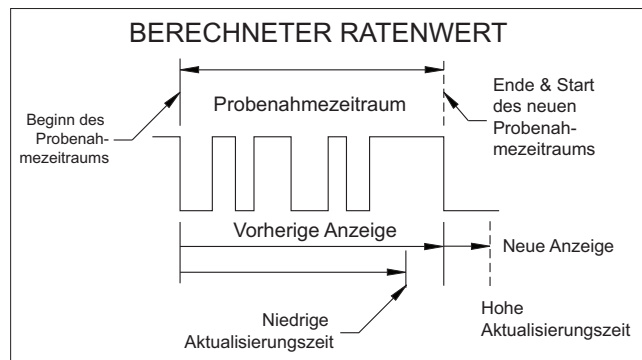 BERECHNETER RATENWERT
Probenahmezeitraum
Beginn des
Probenah-
mezeitraums
Ende & Start
des neuen
Probenah-
mezeitraums
Vorherige Anzeige
Neue Anzeige
Niedrige
Aktualisierungszeit
Hohe
Aktualisierungszeit